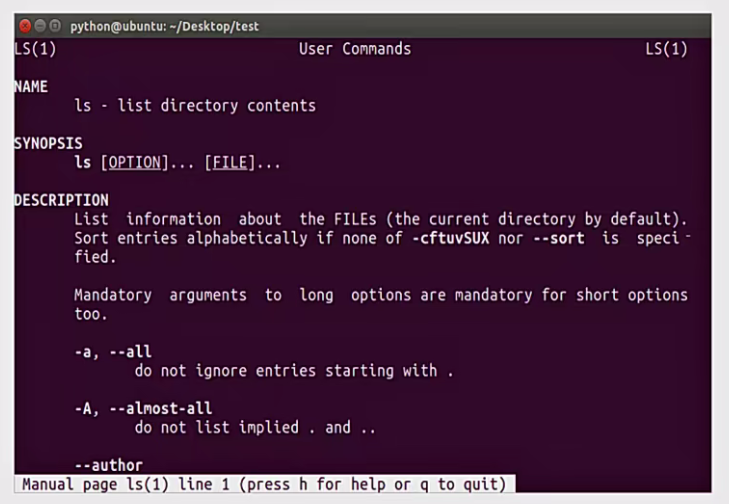 python@ubuntu: ~/Desktop/test
LS(1) User Commands LS(1)
NAME
ls - list directory contents
SYNOPSIS
ls [OPTION]... [FILE]...
DESCRIPTION
List information about the FILEs (the current directory by default).
Sort entries alphabetically if none of -cftuvSUX nor --sort is speci-
fied.
Mandatory arguments to long options are mandatory for short options
too.
-a, --all
do not ignore entries starting with .
-A, --almost-all
do not list implied . and ..
--author
Manual page ls(1) line 1 (press h for help or q to quit)